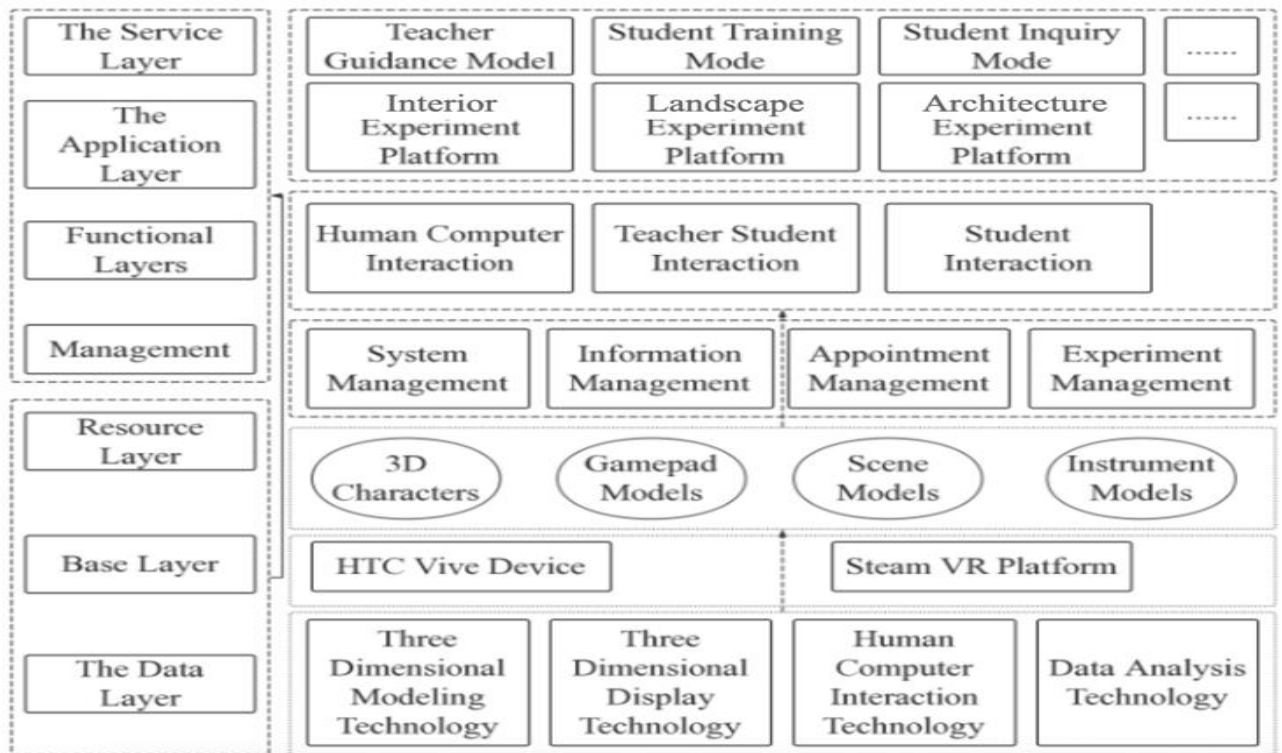 The Service
Layer
Teacher
Guidance Model
Student Training
Mode
Student Inquiry
Mode
......
The
Application
Layer
Interior
Experiment
Platform
Landscape
Experiment
Platform
Architecture
Experiment
Platform
......
Functional
Layers
Human Computer
Interaction
Teacher Student
Interaction
Student
Interaction
Management
System
Management
Information
Management
Appointment
Management
Experiment
Management
Resource
Layer
3D
Characters
Gamepad
Models
Scene
Models
Instrument
Models
Base Layer
HTC Vive Device
Steam VR Platform
The Data
Layer
Three
Dimensional
Modeling
Technology
Three
Dimensional
Display
Technology
Human
Computer
Interaction
Technology
Data Analysis
Technology